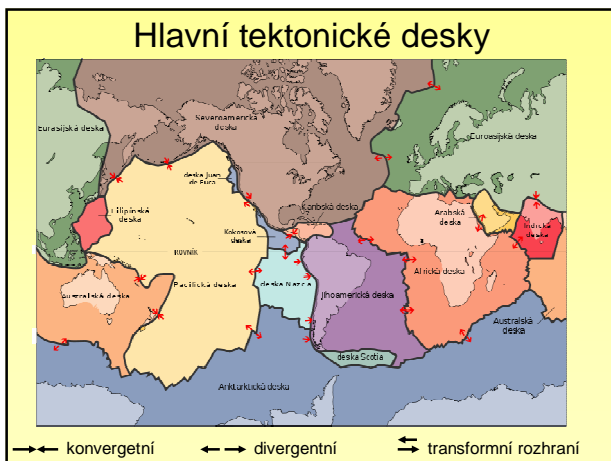 Hlavní tektonické desky
Eurasijská deska
Severoamerická
deska
Euroasijská deska
deska Juan
de Fuca
Filipínská
deska
Karibská deska
Kokosová
deska
Arabská
deska
Indická
deska
ROVNÍK
Australská deska
Pacifická deska
deska Nazca
Jihoamerická deska
Africká deska
Australská
deska
deska Scotia
Antarktická deska
konvergetní
divergentní
transformní rozhraní